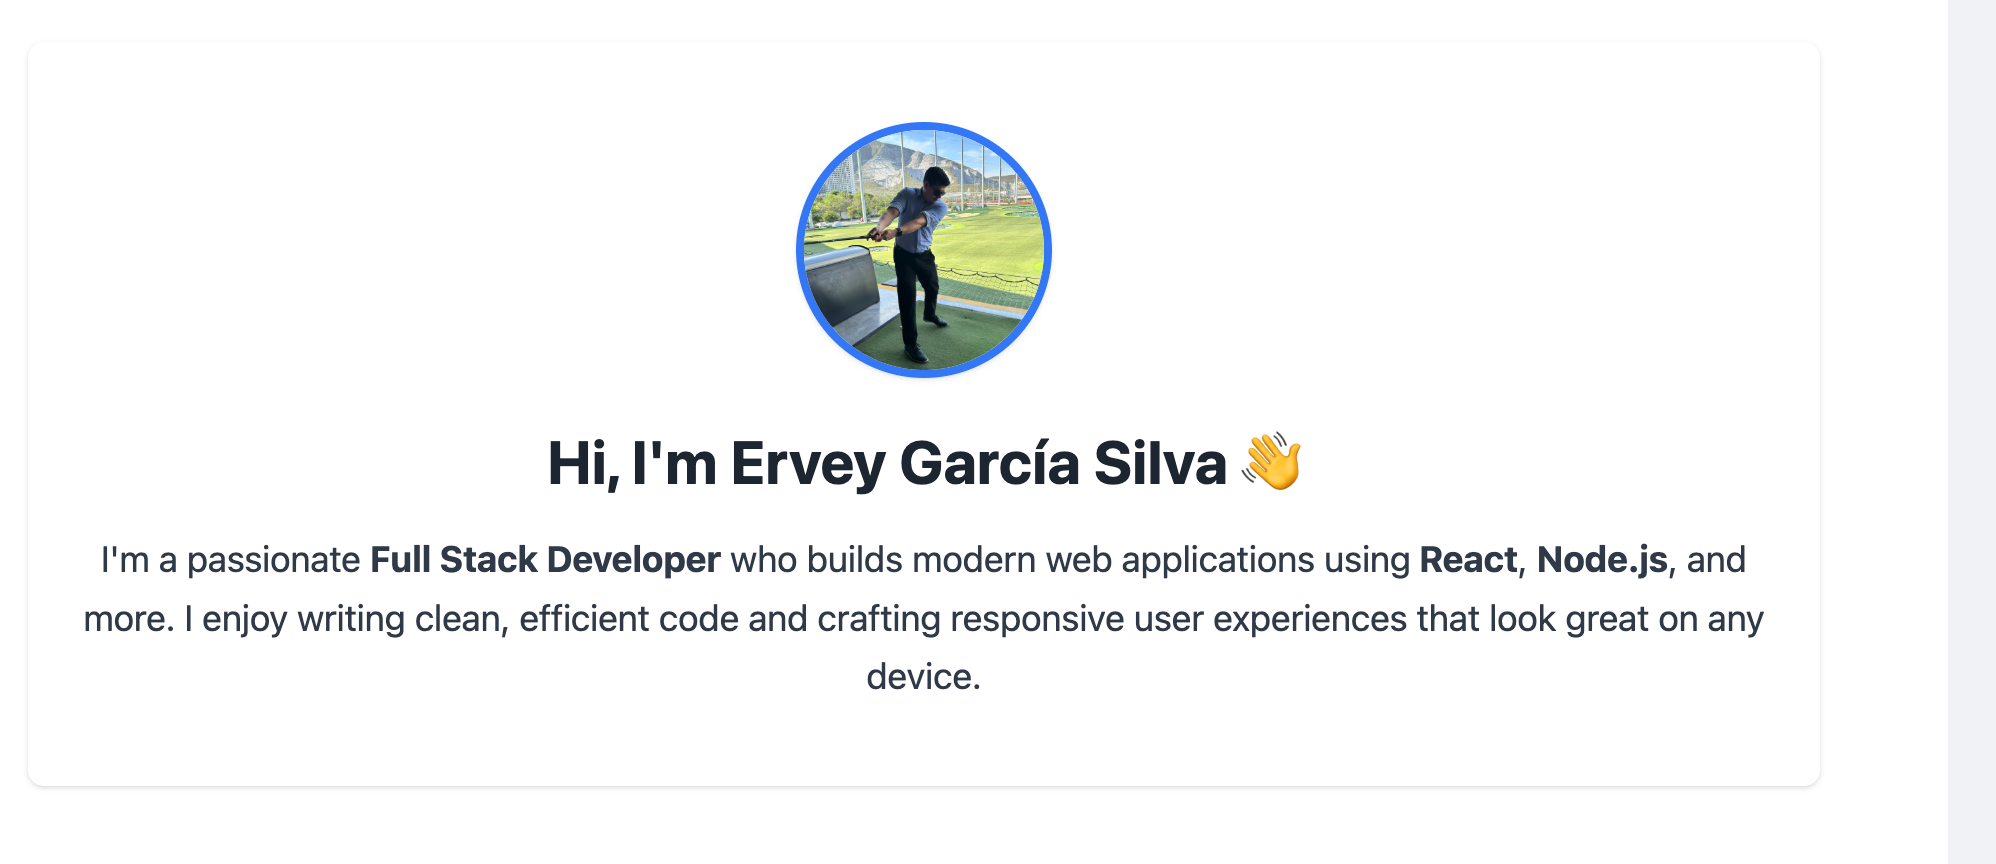 Hi, I'm Ervey García Silva 👋
I'm a passionate Full Stack Developer who builds modern web applications using React, Node.js, and
more. I enjoy writing clean, efficient code and crafting responsive user experiences that look great on any
device.